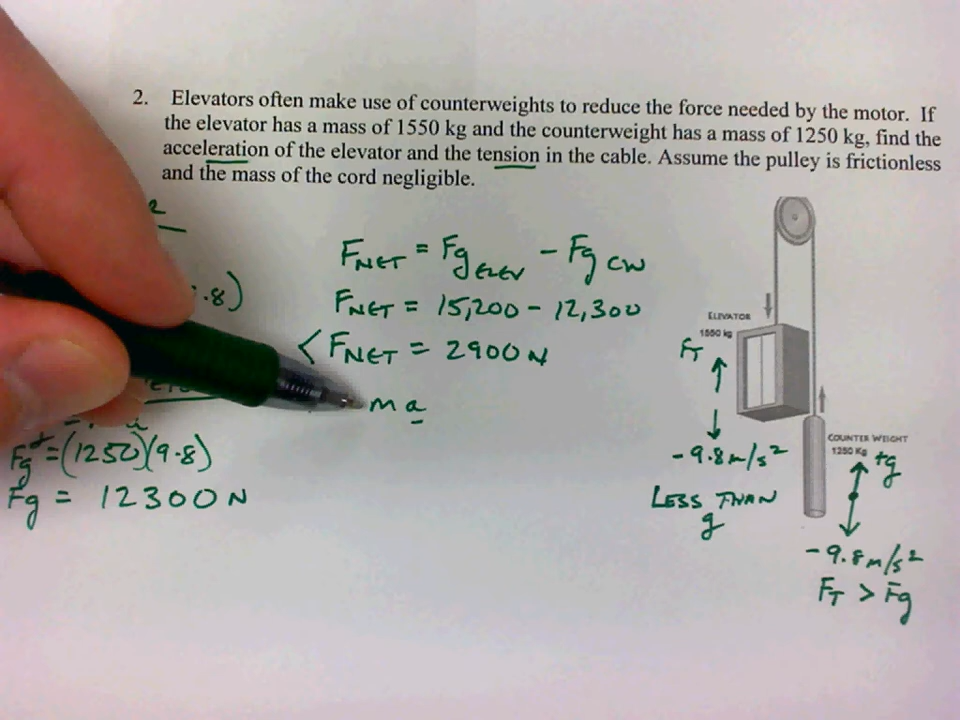 2. Elevators often make use of counterweights to reduce the force needed by the motor. If
the elevator has a mass of 1550 kg and the counterweight has a mass of 1250 kg, find the
acceleration of the elevator and the tension in the cable. Assume the pulley is frictionless
and the mass of the cord negligible.
2
.8)
Fg = (1250)(9.8)
Fg = 12300 N
FNET = Fg ELEV - Fg CW
FNET = 15,200 - 12,300
< FNET = 2900 N
ma
ELEVATOR
1550 kg
FT
-9.8m/s²
LESS THAN
g
COUNTER WEIGHT
1250 Kg
+g
-9.8m/s²
FT > Fg